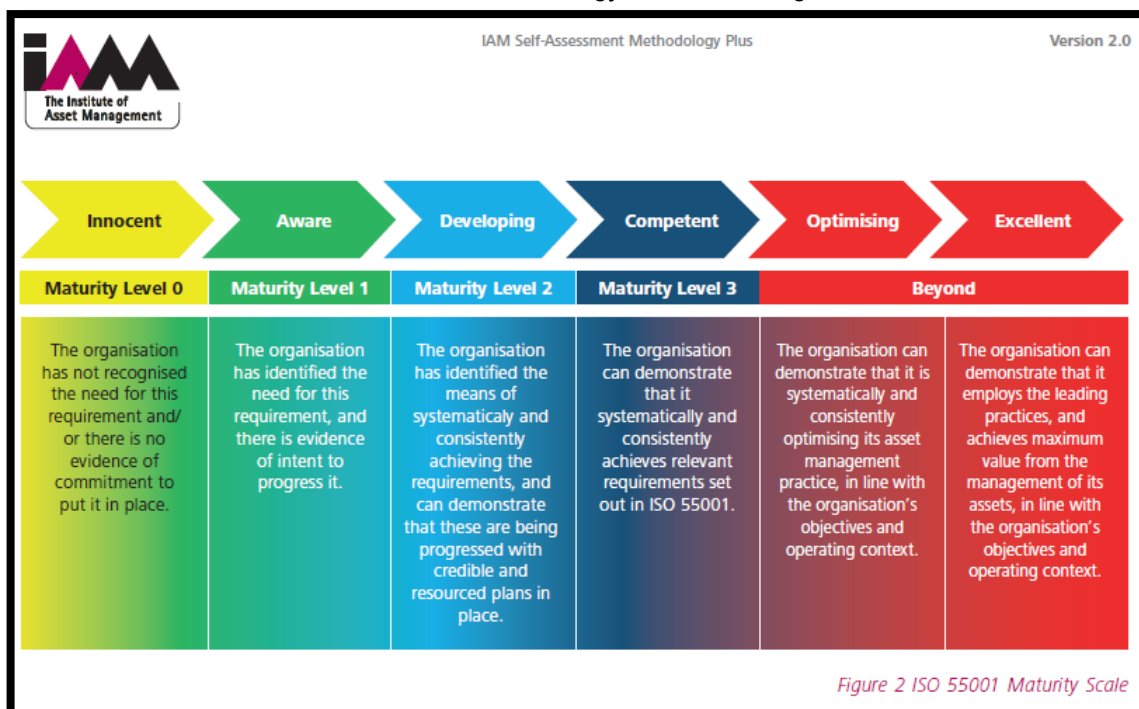 iAM
The Institute of
Asset Management
IAM Self-Assessment Methodology Plus
Version 2.0
Innocent
Aware
Developing
Competent
Optimising
Excellent
Maturity Level 0
Maturity Level 1
Maturity Level 2
Maturity Level 3
Beyond
The organisation
has not recognised
the need for this
requirement and/
or there is no
evidence of
commitment to
put it in place.
The organisation
has identified the
need for this
requirement, and
there is evidence
of intent to
progress it.
The organisation
has identified the
means of
systematicaly and
consistently
achieving the
requirements, and
can demonstrate
that these are being
progressed with
credible and
resourced plans in
place.
The organisation
can demonstrate
that it
systematically and
consistently
achieves relevant
requirements set
out in ISO 55001.
The organisation can
demonstrate that it is
systematically and
consistently
optimising its asset
management
practice, in line with
the organisation's
objectives and
operating context.
The organisation can
demonstrate that it
employs the leading
practices, and
achieves maximum
value from the
management of its
assets, in line with
the organisation's
objectives and
operating context.
Figure 2 ISO 55001 Maturity Scale